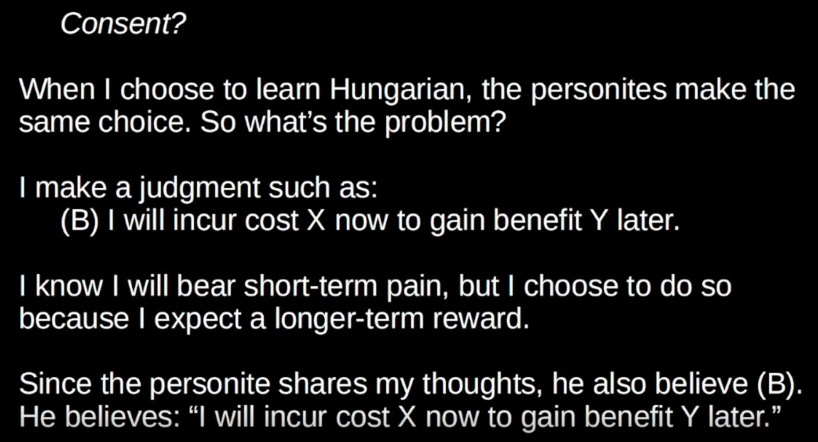 Consent?
When I choose to learn Hungarian, the personites make the
same choice. So what's the problem?
I make a judgment such as:
(B) I will incur cost X now to gain benefit Y later.
I know I will bear short-term pain, but I choose to do so
because I expect a longer-term reward.
Since the personite shares my thoughts, he also believe (B).
He believes: “I will incur cost X now to gain benefit Y later.”